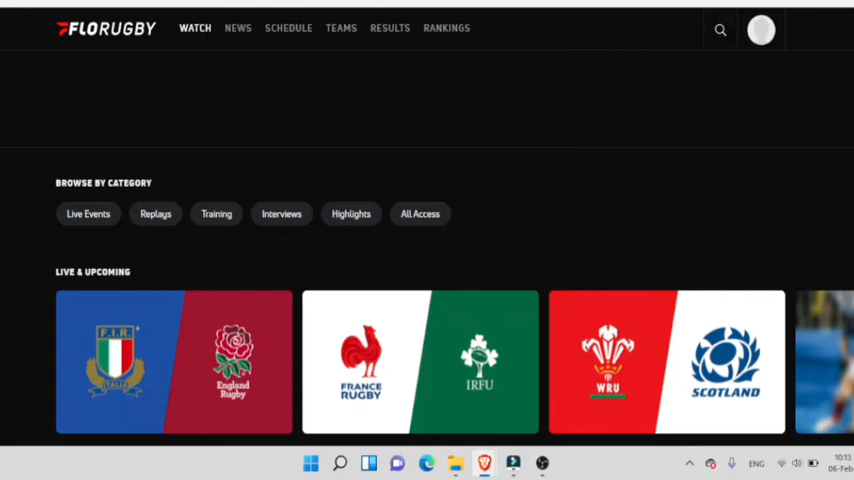 FLORUGBY WATCH NEWS SCHEDULE TEAMS RESULTS RANKINGS
BROWSE BY CATEGORY
Live Events Replays Training Interviews Highlights All Access
LIVE & UPCOMING
F.I.R.
ITALIA
England
Rugby
FRANCE
RUGBY
IRFU
WRU
SCOTLAND
ENG
10:13
06-Feb